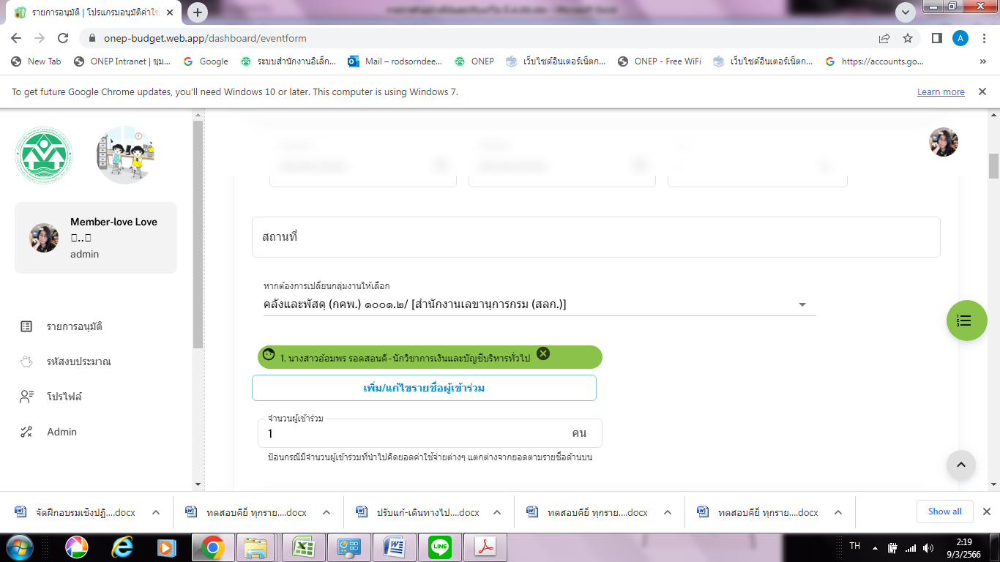 รายการอนุมัติ | โปรแกรมอนุมัติค่าใช้
onep-budget.web.app/dashboard/eventform
A
New Tab
ONEP Intranet | ชุม...
Google
ระบบสำนักงานอิเล็ก...
Mail – rodsorndee...
ONEP
เว็บไซต์อินเตอร์เน็ตก...
ONEP - Free WiFi
เว็บไซต์อินเตอร์เน็ตก...
https://accounts.go...
»
To get future Google Chrome updates, you'll need Windows 10 or later. This computer is using Windows 7.
Learn more
Member-love Love
admin
รายการอนุมัติ
รหัสงบประมาณ
โปรไฟล์
Admin
สถานที่
หากต้องการเปลี่ยนกลุ่มงานให้เลือก
คลังและพัสดุ (กคพ.) ๑๐๐๑.๒/ [สำนักงานเลขานุการกรม (สลก.)]
1. นางสาวอ้อมพร รอดสอนดี - นักวิชาการเงินและบัญชีบริหารทั่วไป
เพิ่ม/แก้ไขรายชื่อผู้เข้าร่วม
จำนวนผู้เข้าร่วม
1 คน
ป้อนกรณีมีจำนวนผู้เข้าร่วมที่นำไปคิดยอดค่าใช้จ่ายต่างๆ แตกต่างจากยอดตามรายชื่อด้านบน
จัดฝึกอบรมเชิงปฏิ....docx
ทดสอบคีย์ ทุกราย....docx
ปรับแก้-เดินทางไป....docx
ทดสอบคีย์ ทุกราย....docx
ทดสอบคีย์ ทุกราย....docx
Show all
LINE
TH
2:19
9/3/2566